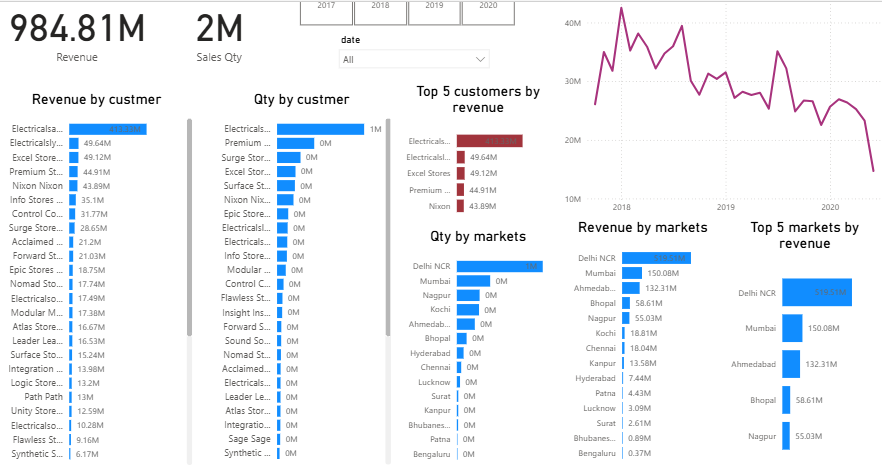 984.81M
Revenue
2M
Sales Qty
2017
2018
2019
2020
date
All
Revenue by custmer
Electricalsa...
Electricalsly...
49.64M
Excel Store...
49.12M
Premium St...
44.91M
Nixon Nixon
43.89M
Info Stores ...
35.1M
Control Co...
31.77M
Surge Store...
28.65M
Acclaimed ...
21.2M
Forward St...
21.03M
Epic Stores ...
18.75M
Nomad Sto...
17.74M
Electricalso...
17.49M
Modular M...
17.38M
Atlas Store...
16.67M
Leader Lea...
16.53M
Surface Sto...
15.24M
Integration ...
13.98M
Logic Store...
13.2M
Path Path
13M
Unity Store...
12.59M
Electricalso...
10.28M
Flawless St...
9.16M
Synthetic S...
6.17M
Qty by custmer
Electricals...
1M
Premium ...
0M
Surge Stor...
0M
Excel Stor...
0M
Surface St...
0M
Nixon Nix...
0M
Epic Store...
0M
Electricalsl...
0M
Electricals...
0M
Info Store...
0M
Modular ...
0M
Control C...
0M
Flawless St...
0M
Insight Ins...
0M
Forward S...
0M
Sound So...
0M
Nomad St...
0M
Acclaimed...
0M
Electricals...
0M
Leader Le...
0M
Atlas Stor...
0M
Integratio...
0M
Sage Sage
0M
Synthetic ...
0M
Top 5 customers by
revenue
Electricals...
Electricalsl...
49.64M
Excel Stores
49.12M
Premium ...
44.91M
Nixon
43.89M
Qty by markets
Delhi NCR
Mumbai
0M
Nagpur
0M
Kochi
0M
Ahmedab...
0M
Bhopal
0M
Hyderabad
0M
Chennai
0M
Lucknow
0M
Surat
0M
Kanpur
0M
Bhubanes...
0M
Patna
0M
Bengaluru
0M
40M
30M
20M
10M
2018
2019
2020
Revenue by markets
Delhi NCR
Mumbai
150.08M
Ahmedab...
132.31M
Bhopal
58.61M
Nagpur
55.03M
Kochi
18.81M
Chennai
18.04M
Kanpur
13.58M
Hyderabad
7.44M
Patna
4.43M
Lucknow
3.09M
Surat
2.61M
Bhubanes...
0.89M
Bengaluru
0.37M
Top 5 markets by
revenue
Delhi NCR
Mumbai
150.08M
Ahmedabad
132.31M
Bhopal
58.61M
Nagpur
55.03M